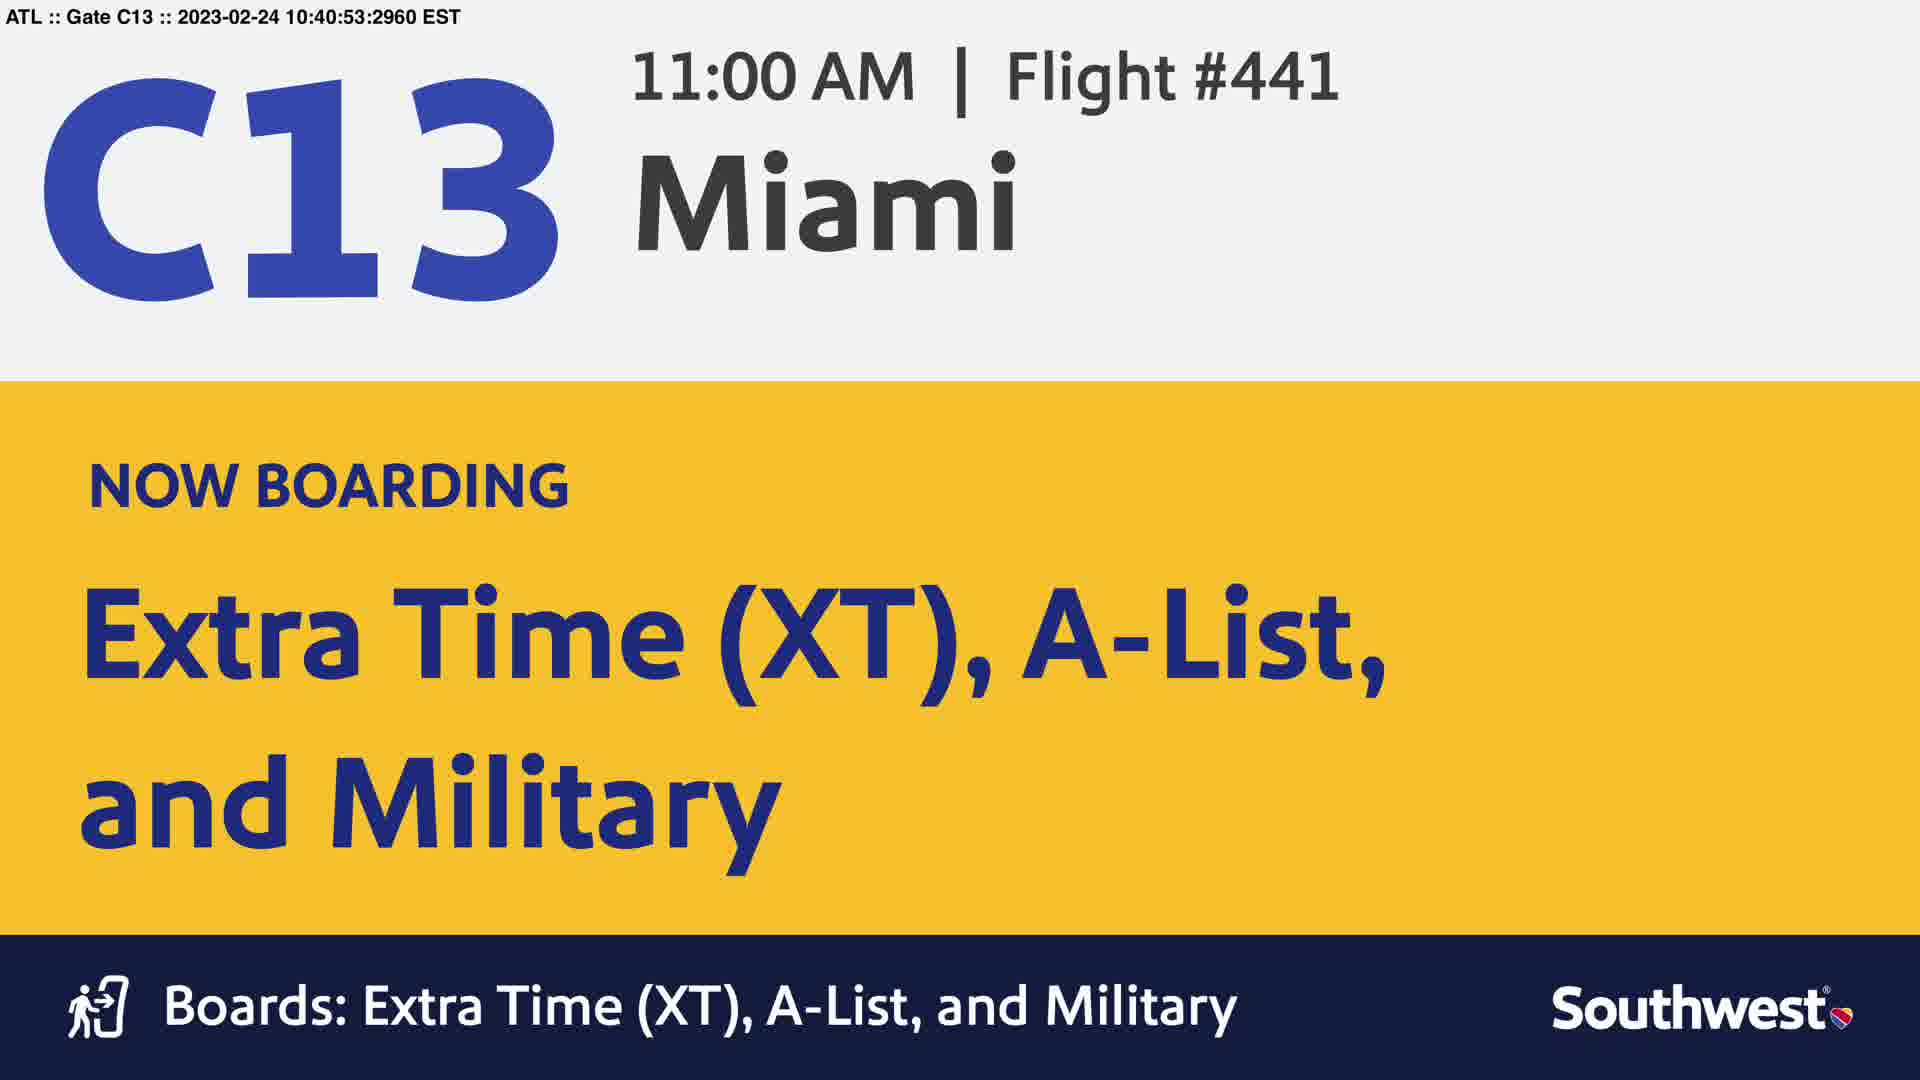 ATL :: Gate C13 :: 2023-02-24 10:40:53:2960 EST
C13
11:00 AM | Flight #441
Miami
NOW BOARDING
Extra Time (XT), A-List,
and Military
Boards: Extra Time (XT), A-List, and Military
Southwest®